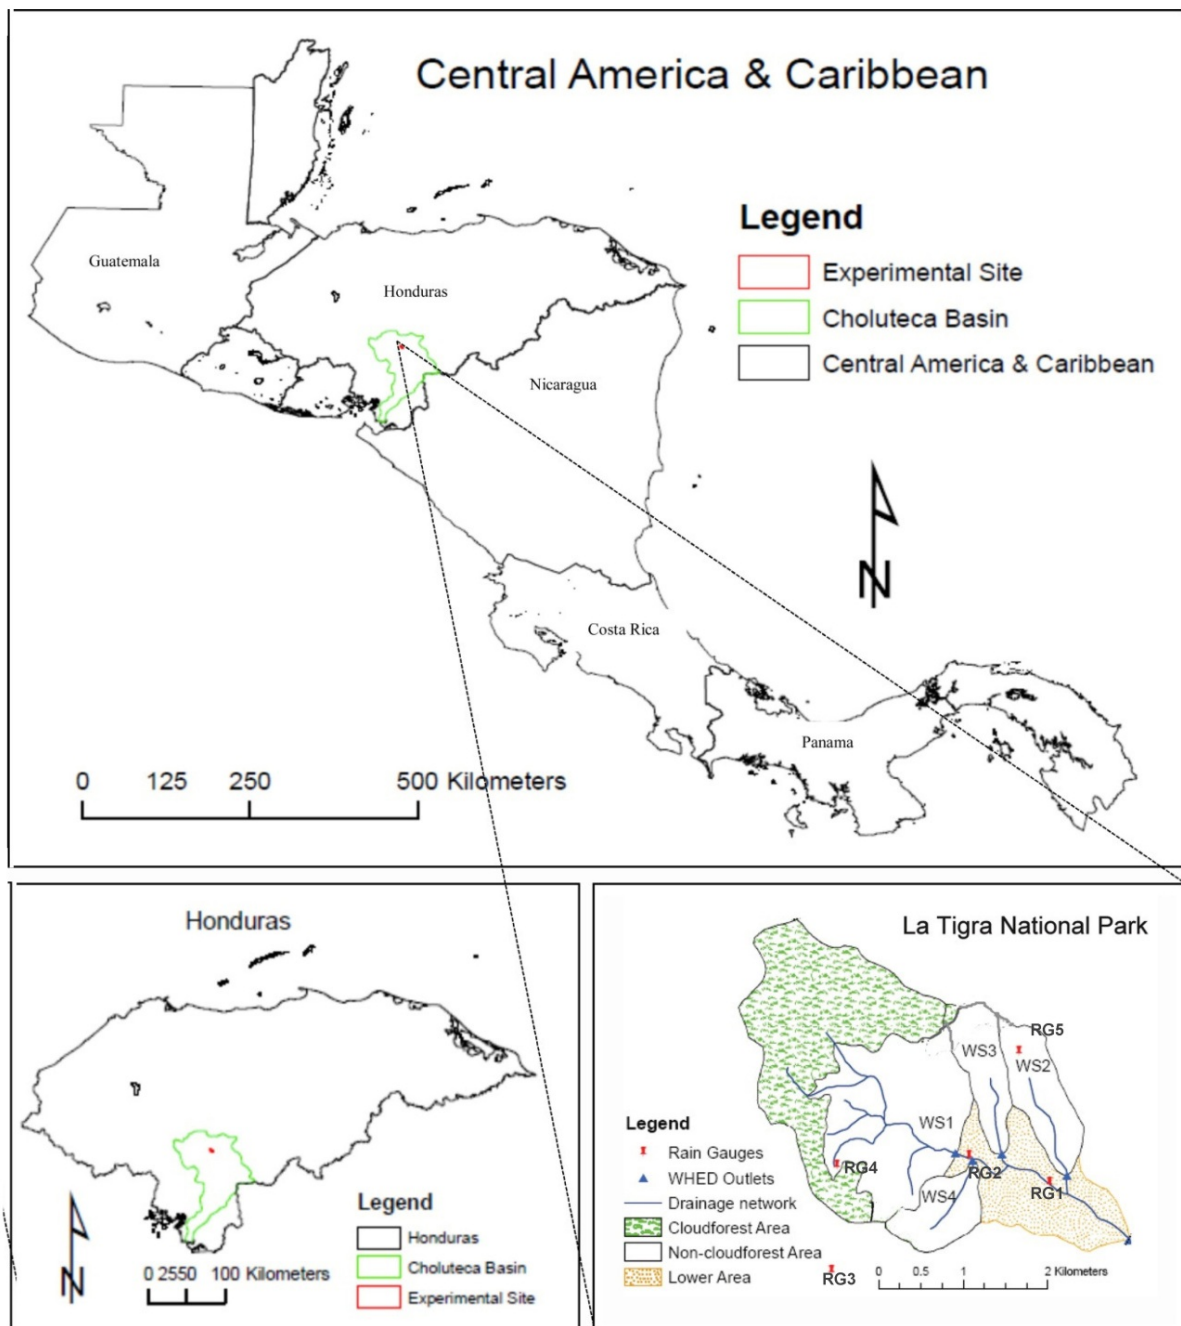 Central America & Caribbean
Legend
Experimental Site
Choluteca Basin
Central America & Caribbean
Guatemala
Honduras
Nicaragua
N
Costa Rica
Panama
0 125 250 500 Kilometers
Honduras
Legend
Honduras
Choluteca Basin
Experimental Site
N
0 2550 100 Kilometers
La Tigra National Park
RG5
WS3
WS2
WS1
RG4
RG2
RG1
WS4
RG3
Legend
Rain Gauges
WHED Outlets
Drainage network
Cloudforest Area
Non-cloudforest Area
Lower Area
0 0.5 1 2 Kilometers